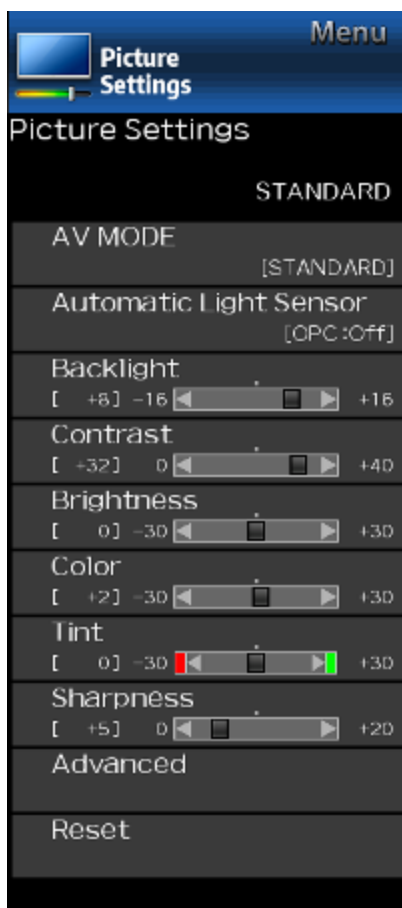 Menu
Picture
Settings
Picture Settings
STANDARD
AV MODE
[STANDARD]
Automatic Light Sensor
[OPC:Off]
Backlight
[ +8] -16 +16
Contrast
[ +32] 0 +40
Brightness
[ 0] -30 +30
Color
[ +2] -30 +30
Tint
[ 0] -30 +30
Sharpness
[ +5] 0 +20
Advanced
Reset